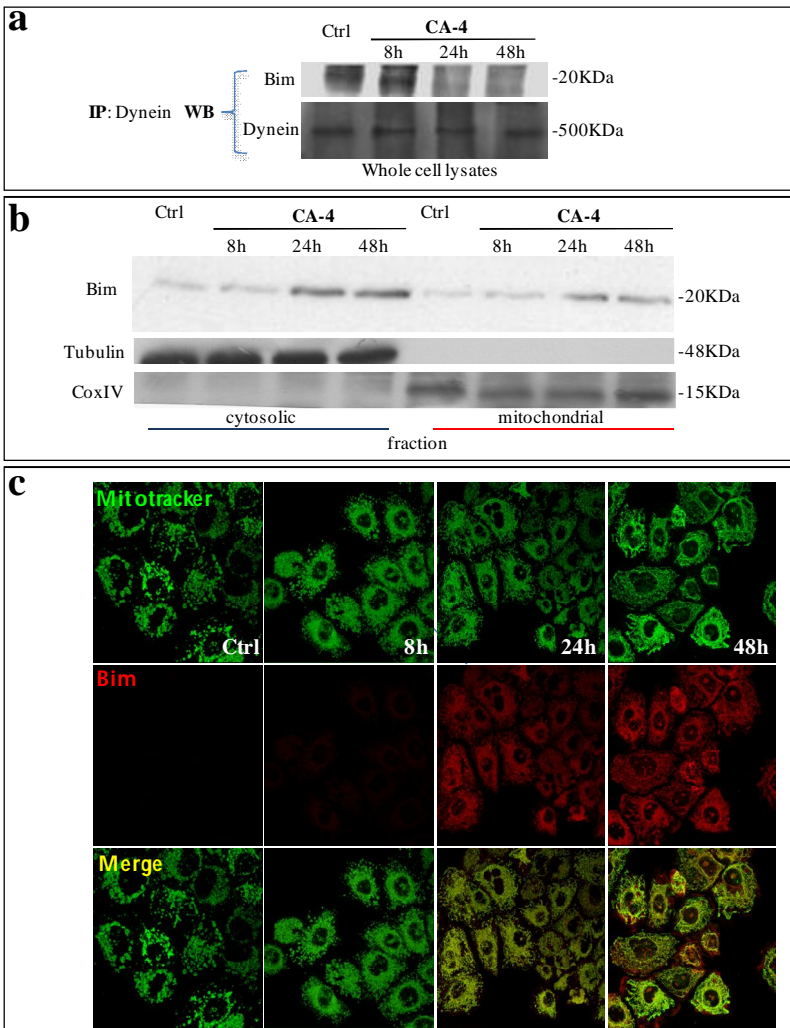 a
Ctrl
CA-4
8h 24h 48h
Bim
-20KDa
IP: Dynein WB
Dynein
-500KDa
Whole cell lysates
b
Ctrl
CA-4
Ctrl
CA-4
8h 24h 48h 8h 24h 48h
Bim
-20KDa
Tubulin
-48KDa
CoxIV
-15KDa
cytosolic mitochondrial
fraction
c
Mitotracker
Ctrl 8h 24h 48h
Bim
Merge